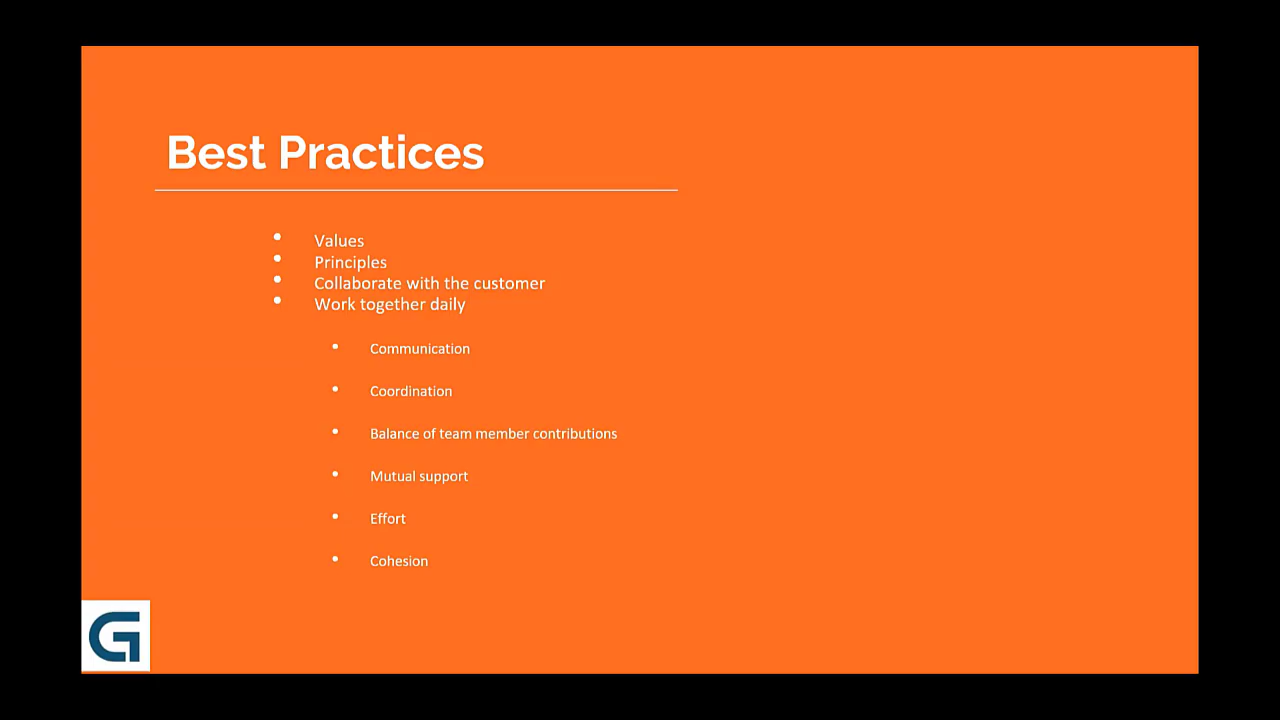 Best Practices
Values
Principles
Collaborate with the customer
Work together daily
Communication
Coordination
Balance of team member contributions
Mutual support
Effort
Cohesion
G